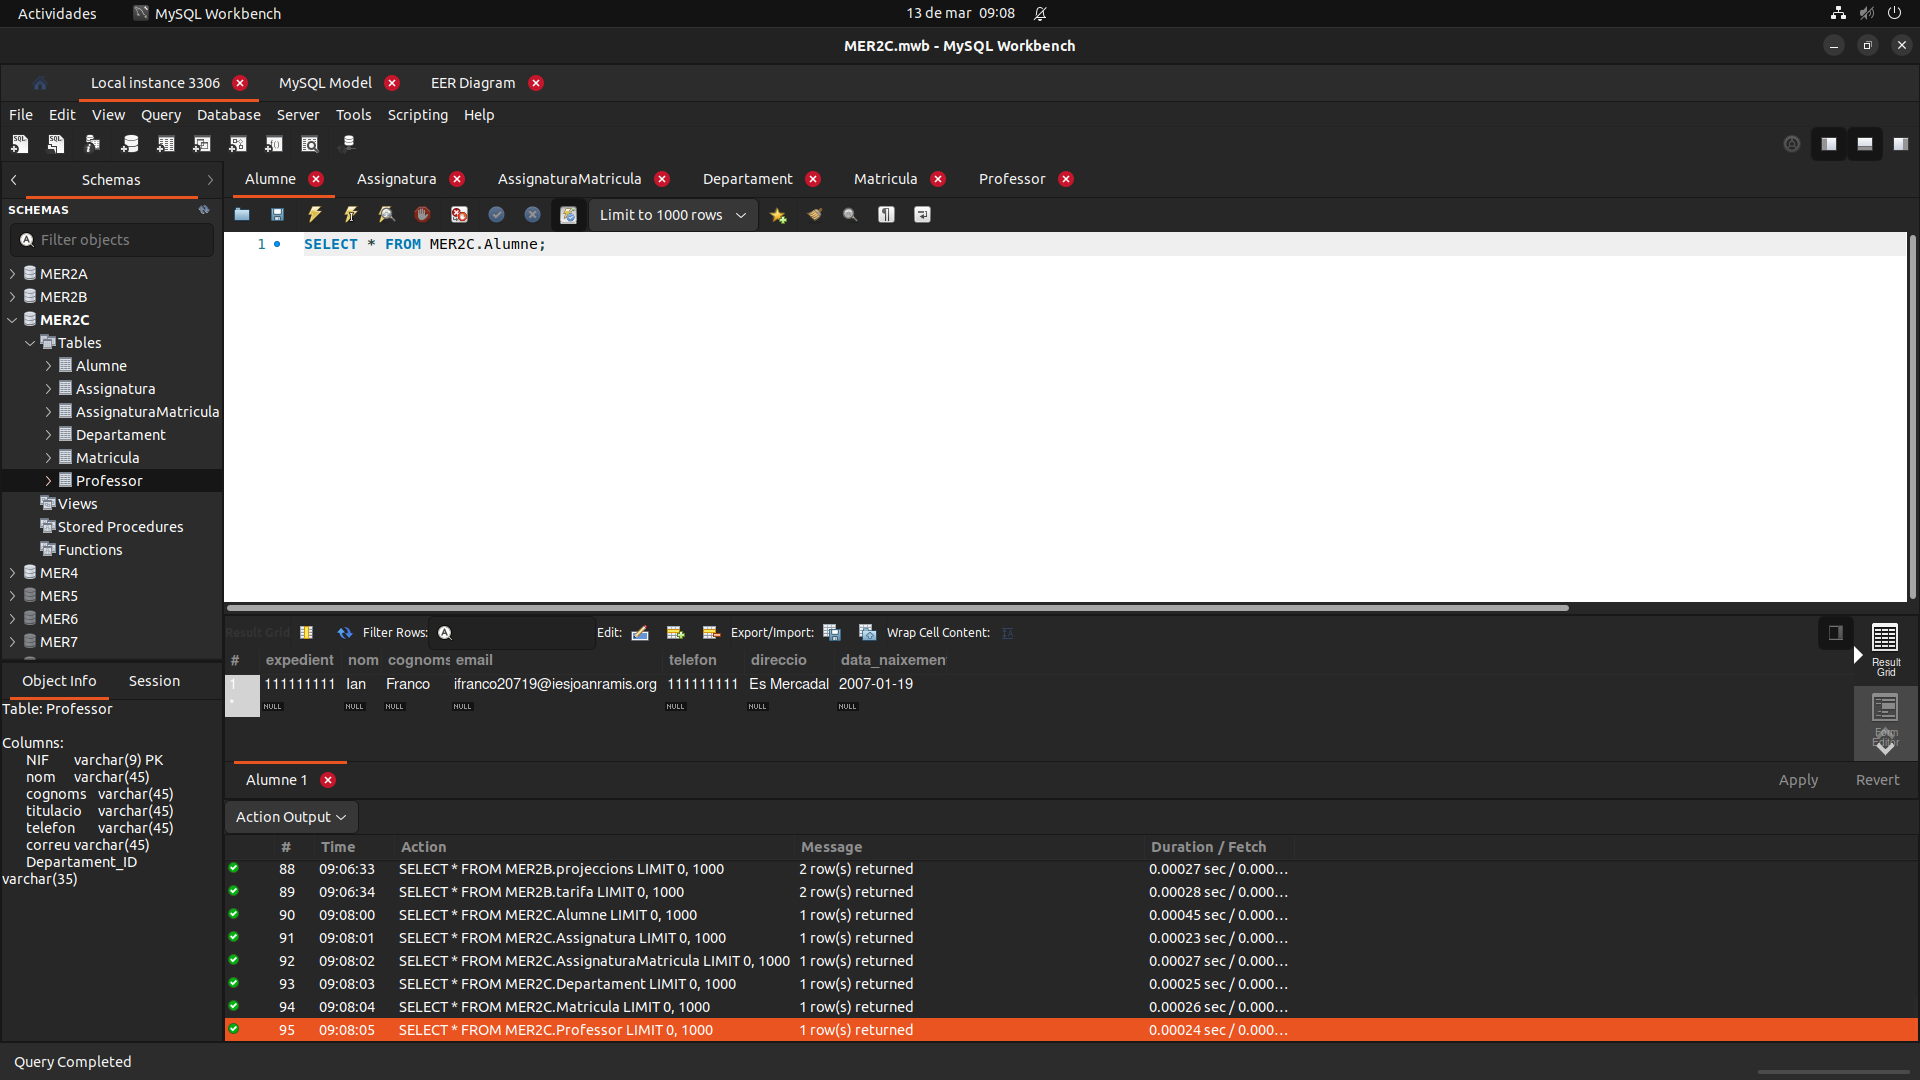 Actividades MySQL Workbench 13 de mar 09:08
MER2C.mwb - MySQL Workbench
Local instance 3306 MySQL Model EER Diagram
File Edit View Query Database Server Tools Scripting Help
Schemas
Alumne Assignatura AssignaturaMatricula Departament Matricula Professor
SCHEMAS
Limit to 1000 rows
Filter objects
1 SELECT * FROM MER2C.Alumne;
MER2A
MER2B
MER2C
Tables
Alumne
Assignatura
AssignaturaMatricula
Departament
Matricula
Professor
Views
Stored Procedures
Functions
MER4
MER5
MER6
MER7
Result Grid Filter Rows: Edit: Export/Import: Wrap Cell Content:
# expedient nom cognoms email telefon direccio data_naixemen
1 111111111 Ian Franco ifranco20719@iesjoanramis.org 111111111 Es Mercadal 2007-01-19
* NULL NULL NULL NULL NULL NULL NULL
Result
Grid
Form
Editor
Alumne 1 Apply Revert
Object Info Session
Table: Professor
Columns:
NIF varchar(9) PK
nom varchar(45)
cognoms varchar(45)
titulacio varchar(45)
telefon varchar(45)
correu varchar(45)
Departament_ID
varchar(35)
Action Output
# Time Action Message Duration / Fetch
88 09:06:33 SELECT * FROM MER2B.projeccions LIMIT 0, 1000 2 row(s) returned 0.00027 sec / 0.000...
89 09:06:34 SELECT * FROM MER2B.tarifa LIMIT 0, 1000 2 row(s) returned 0.00028 sec / 0.000...
90 09:08:00 SELECT * FROM MER2C.Alumne LIMIT 0, 1000 1 row(s) returned 0.00045 sec / 0.000...
91 09:08:01 SELECT * FROM MER2C.Assignatura LIMIT 0, 1000 1 row(s) returned 0.00023 sec / 0.000...
92 09:08:02 SELECT * FROM MER2C.AssignaturaMatricula LIMIT 0, 1000 1 row(s) returned 0.00027 sec / 0.000...
93 09:08:03 SELECT * FROM MER2C.Departament LIMIT 0, 1000 1 row(s) returned 0.00025 sec / 0.000...
94 09:08:04 SELECT * FROM MER2C.Matricula LIMIT 0, 1000 1 row(s) returned 0.00026 sec / 0.000...
95 09:08:05 SELECT * FROM MER2C.Professor LIMIT 0, 1000 1 row(s) returned 0.00024 sec / 0.000...
Query Completed